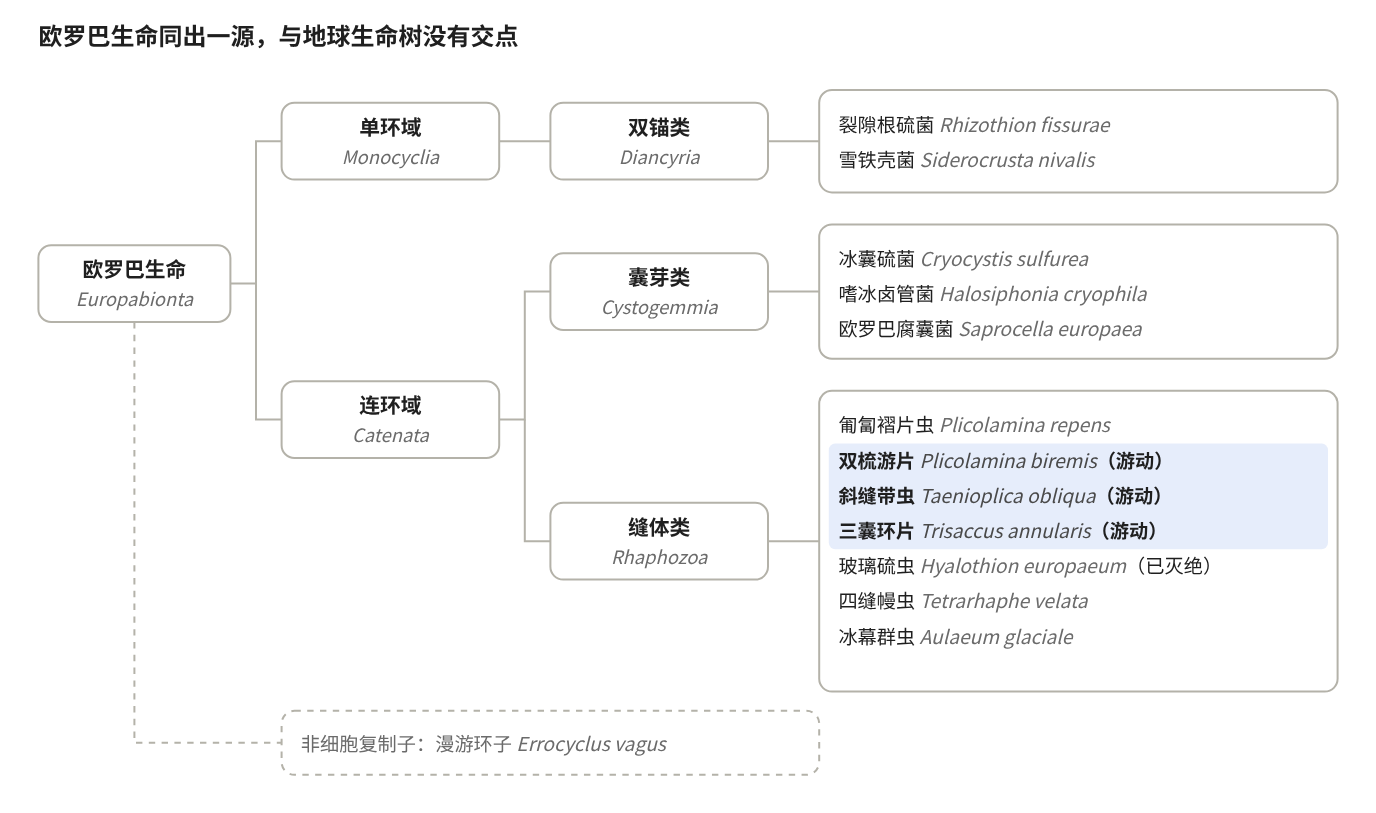 欧罗巴生命同出一源，与地球生命树没有交点
单环域
Monocyclia
双锚类
Diancyria
裂隙根硫菌 Rhizothion fissurae
雪铁壳菌 Siderocrusta nivalis
欧罗巴生命
Europabionta
囊芽类
Cystogemmia
冰囊硫菌 Cryocystis sulfurea
嗜冰卤管菌 Halosiphonia cryophila
欧罗巴腐囊菌 Saprocella europaea
连环域
Catenata
缝体类
Rhaphozoa
匍匐褶片虫 Plicolamina repens
双梳游片 Plicolamina biremis（游动）
斜缝带虫 Taenioplica obliqua（游动）
三囊环片 Trisaccus annularis（游动）
玻璃硫虫 Hyalothion europaeum（已灭绝）
四缝幔虫 Tetrarhaphe velata
冰幕群虫 Aulaeum glaciale
非细胞复制子：漫游环子 Errocyclus vagus